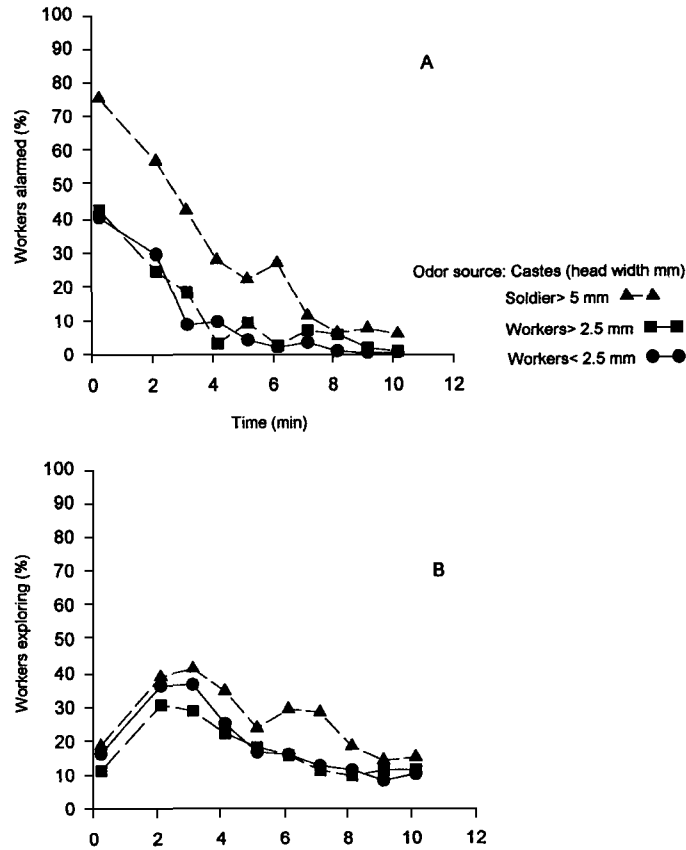 100
90
80
70
60
50
40
30
20
10
0
Workers alarmed (%)
A
0 2 4 6 8 10 12
Time (min)
Odor source: Castes (head width mm)
Soldier> 5 mm
Workers> 2.5 mm
Workers< 2.5 mm
100
90
80
70
60
50
40
30
20
10
0
Workers exploring (%)
B
0 2 4 6 8 10 12